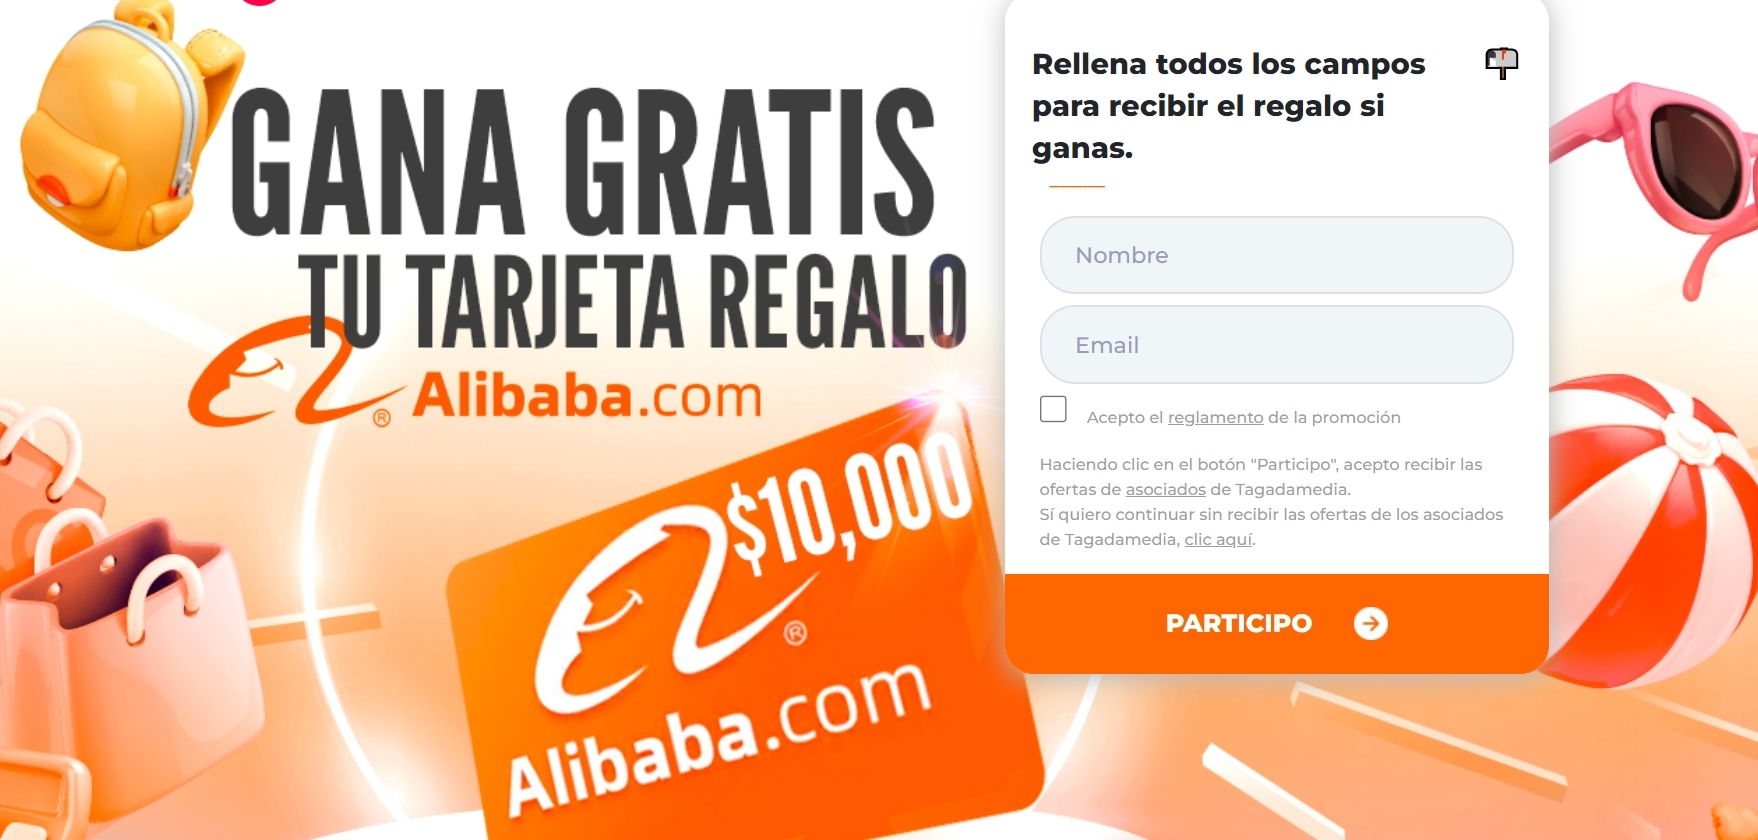 GANA GRATIS
TU TARJETA REGALO
Alibaba.com
$10,000
Alibaba.com
Rellena todos los campos
para recibir el regalo si
ganas.
Nombre
Email
Acepto el reglamento de la promoción
Haciendo clic en el botón "Participo", acepto recibir las
ofertas de asociados de Tagadamedia.
Sí quiero continuar sin recibir las ofertas de los asociados
de Tagadamedia, clic aquí.
PARTICIPO